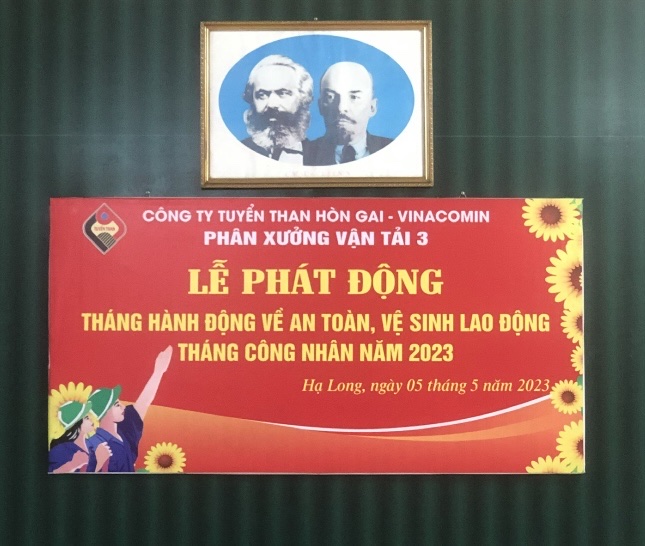 CÔNG TY TUYỂN THAN HÒN GAI - VINACOMIN
PHÂN XƯỞNG VẬN TẢI 3
LỄ PHÁT ĐỘNG
THÁNG HÀNH ĐỘNG VỀ AN TOÀN, VỆ SINH LAO ĐỘNG
THÁNG CÔNG NHÂN NĂM 2023
Hạ Long, ngày 05 tháng 5 năm 2023